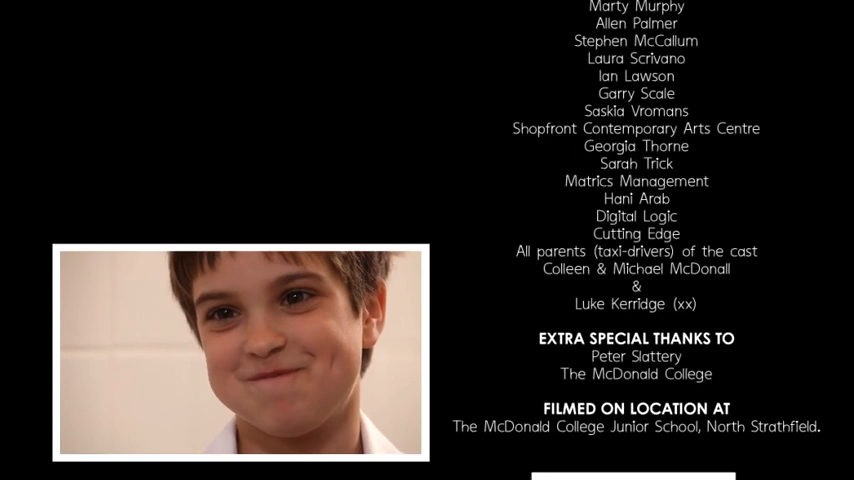 Marty Murphy
Allen Palmer
Stephen McCallum
Laura Scrivano
Ian Lawson
Garry Scale
Saskia Vromans
Shopfront Contemporary Arts Centre
Georgia Thorne
Sarah Trick
Matrics Management
Hani Arab
Digital Logic
Cutting Edge
All parents (taxi-drivers) of the cast
Colleen & Michael McDonall
&
Luke Kerridge (xx)
EXTRA SPECIAL THANKS TO
Peter Slattery
The McDonald College
FILMED ON LOCATION AT
The McDonald College Junior School, North Strathfield.